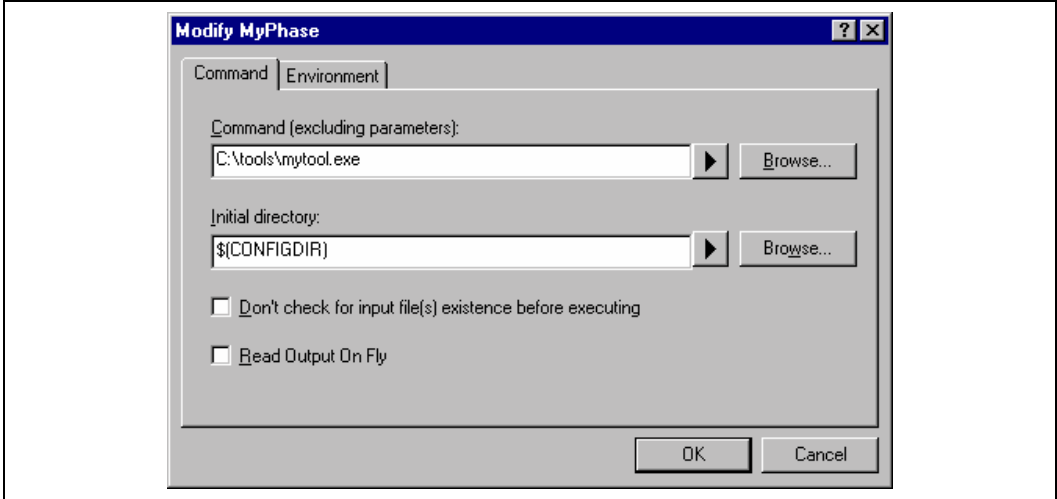 Modify MyPhase
Command Environment
Command (excluding parameters):
C:\tools\mytool.exe Browse...
Initial directory:
$(CONFIGDIR) Browse...
Don't check for input file(s) existence before executing
Read Output On Fly
OK Cancel